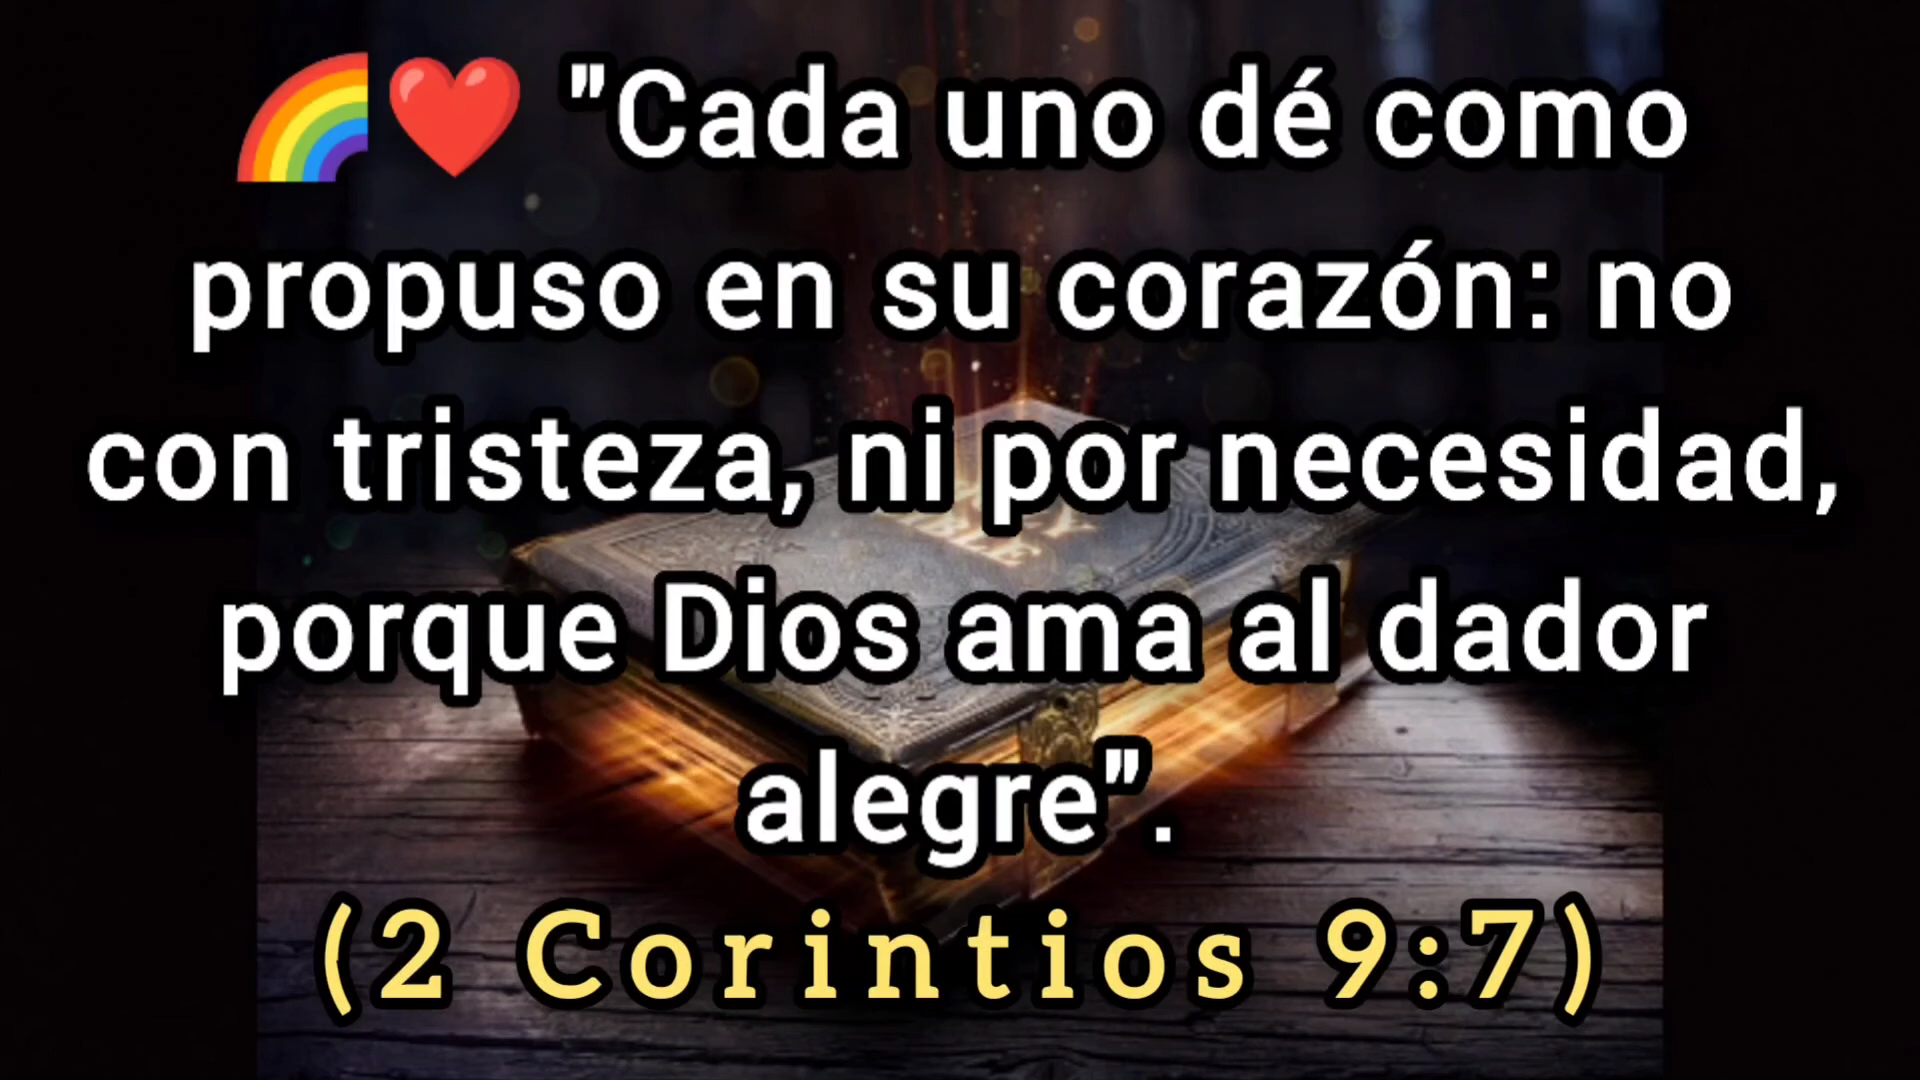 🌈❤️ "Cada uno dé como
propuso en su corazón: no
con tristeza, ni por necesidad,
porque Dios ama al dador
alegre".
(2 Corintios 9:7)